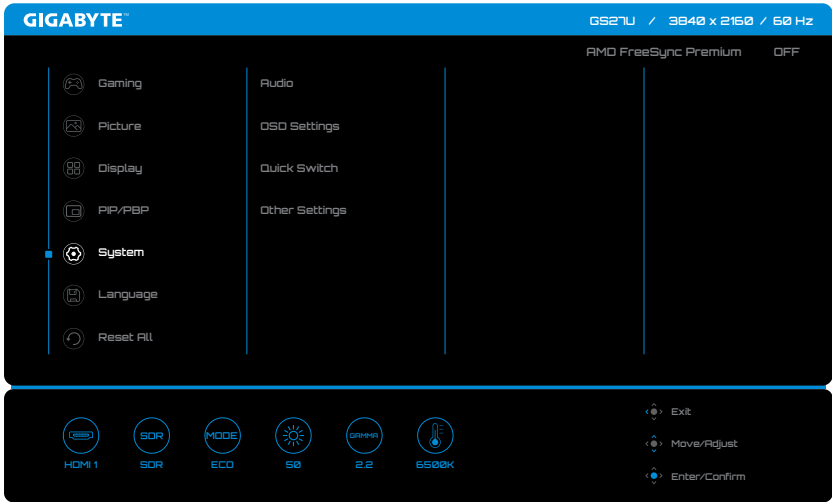 GIGABYTE™ GS27U / 3840 x 2160 / 60 Hz
AMD FreeSync Premium OFF
Gaming Audio
Picture OSD Settings
Display Quick Switch
PIP/PBP Other Settings
System
Language
Reset All
SDR MODE GAMMA
HDMI 1 SDR ECO 50 2.2 6500K
Exit
Move/Adjust
Enter/Confirm